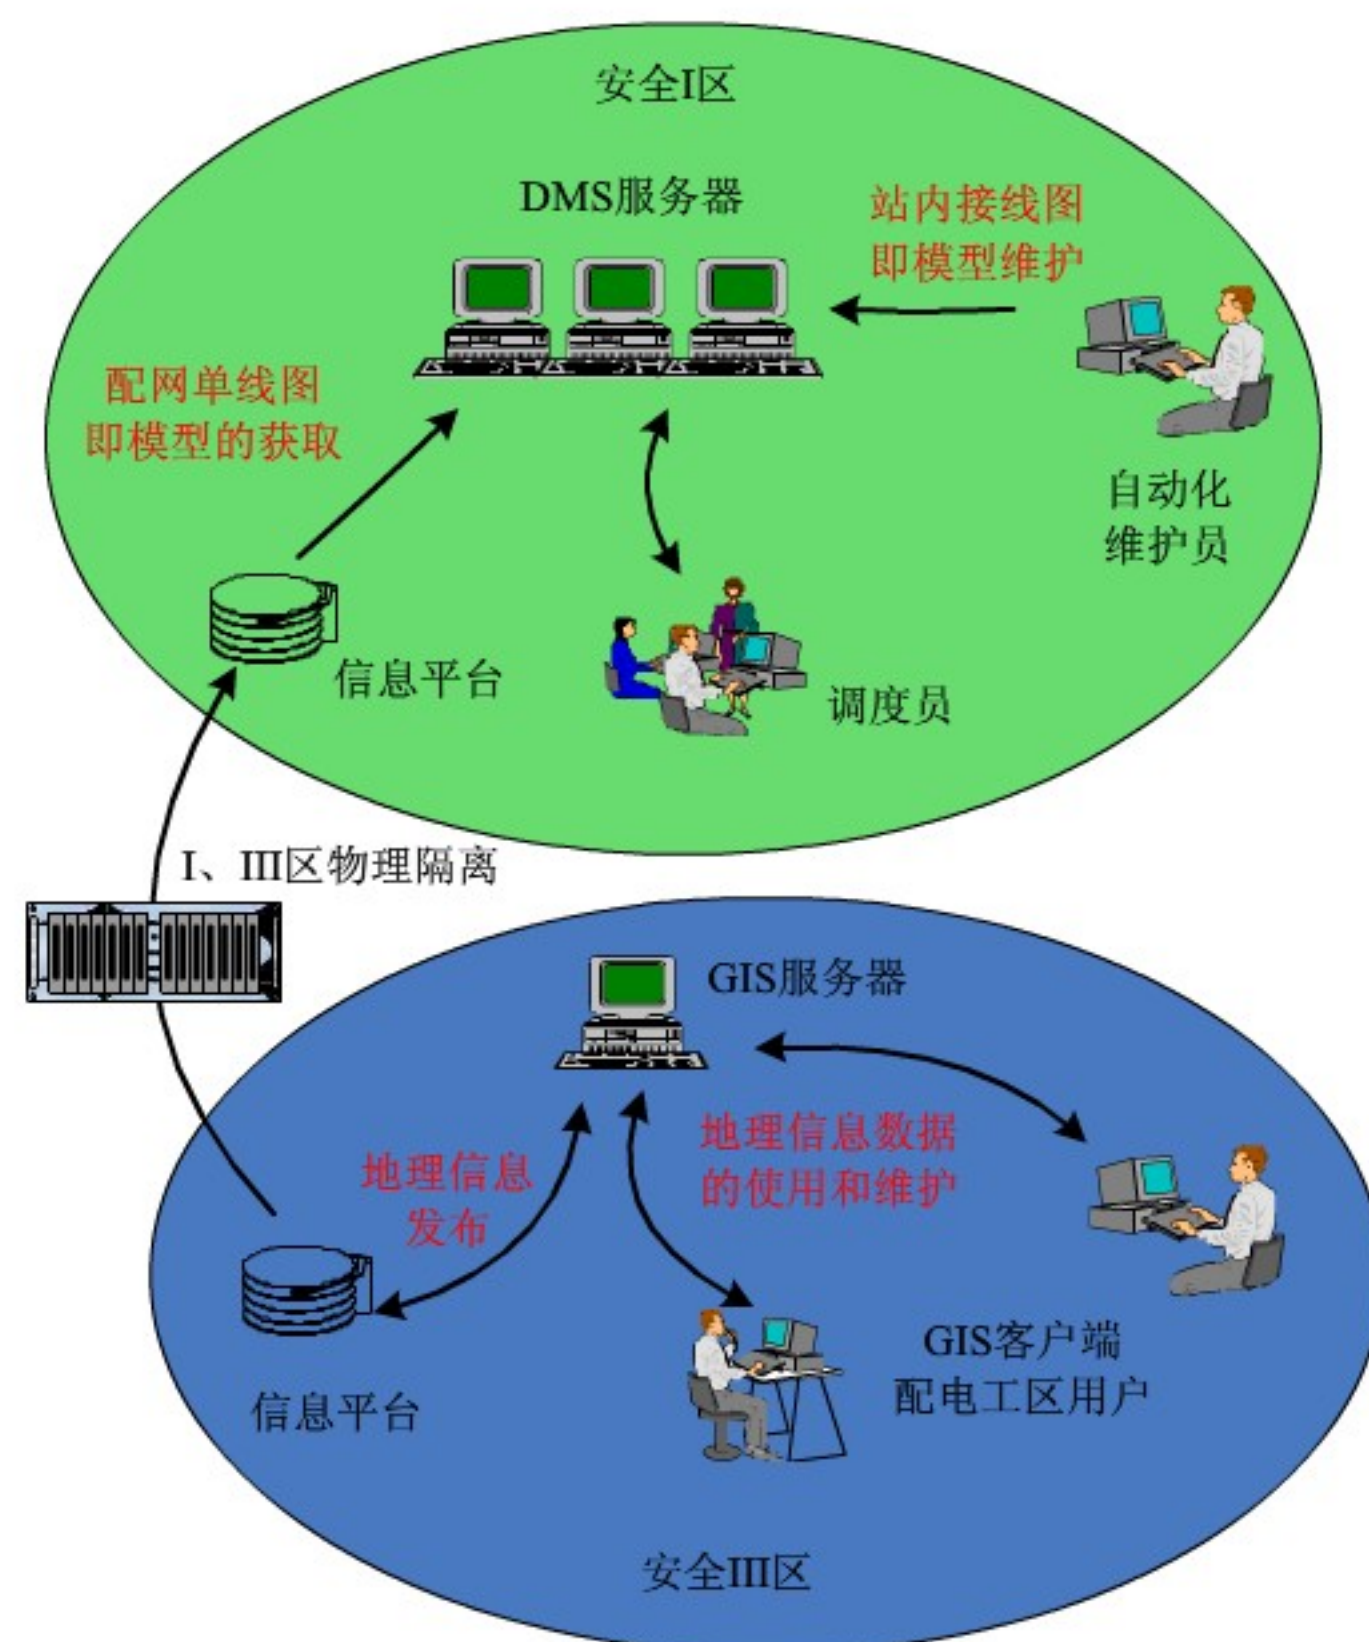 安全I区
DMS服务器
站内接线图
即模型维护
配网单线图
即模型的获取
自动化
维护员
信息平台
调度员
I、III区物理隔离
GIS服务器
地理信息数据
的使用和维护
地理信息
发布
GIS客户端
配电工区用户
信息平台
安全III区